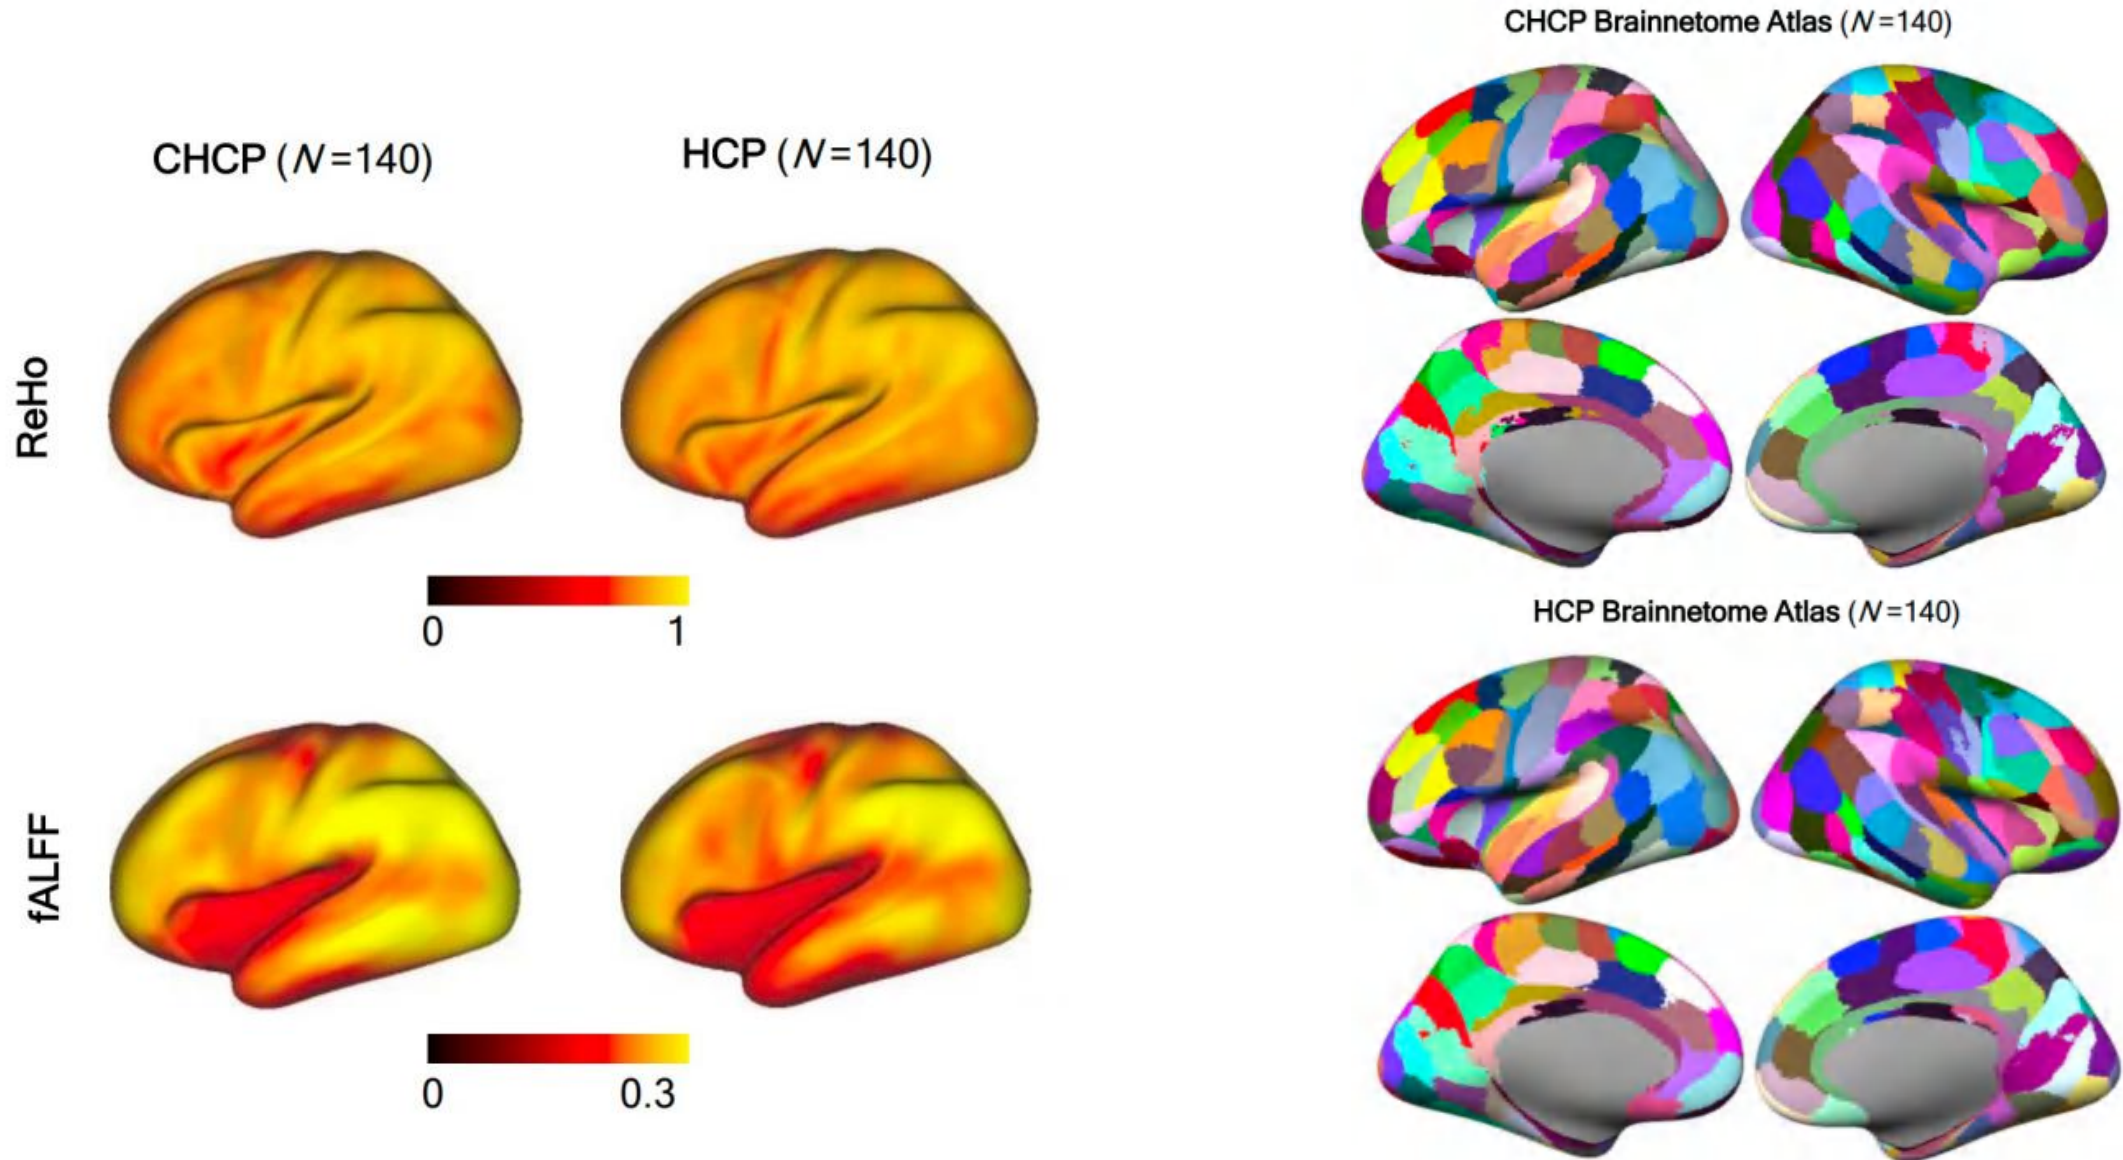 CHCP (N=140)
HCP (N=140)
ReHo
0 1
fALFF
0 0.3
CHCP Brainnetome Atlas (N=140)
HCP Brainnetome Atlas (N=140)